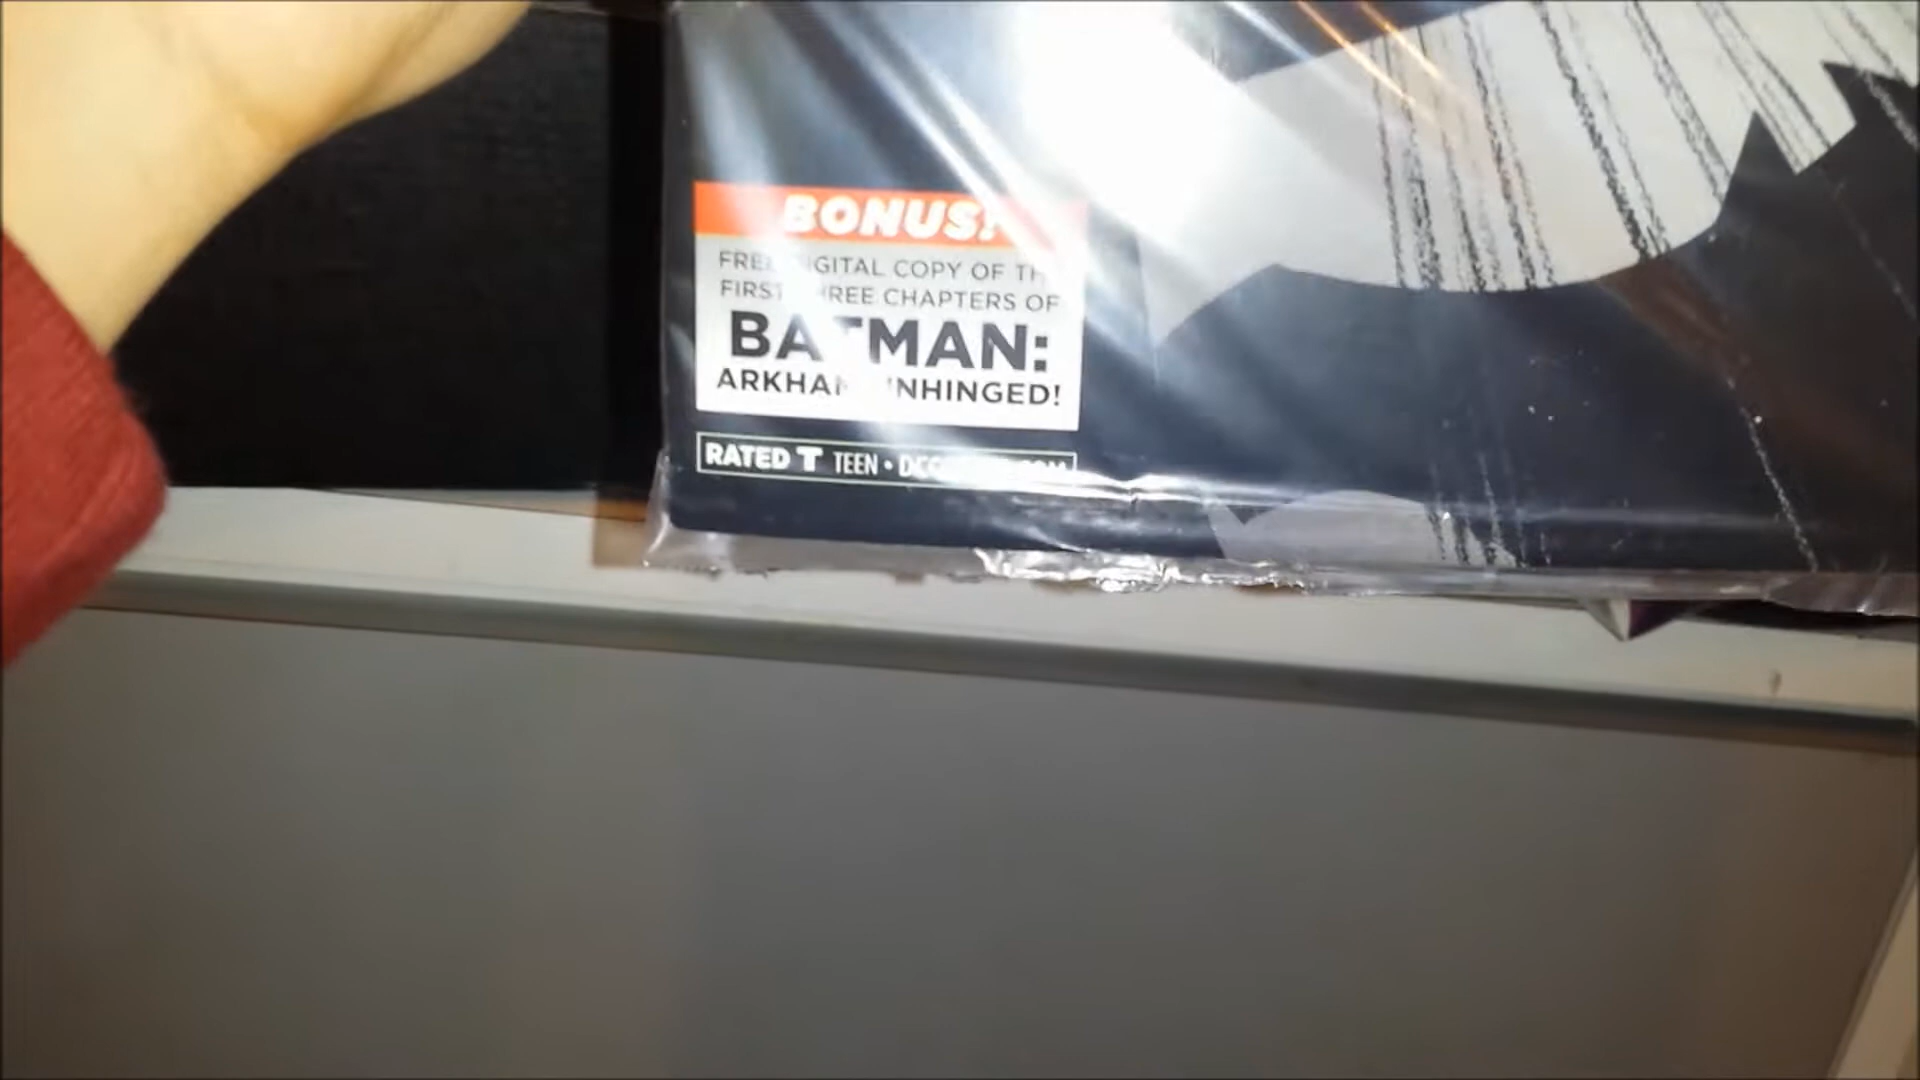 BONUS!
FREE DIGITAL COPY OF THE
FIRST THREE CHAPTERS OF
BATMAN:
ARKHAM UNHINGED!
RATED T TEEN •